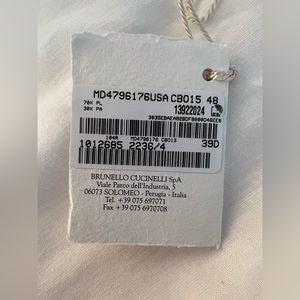 MD4796176USA CB015 48
70% PL
30% PA
13922024
104R MD4796176 CB015
1012685 2236/4 39D
BRUNELLO CUCINELLI SpA
Viale Parco dell'Industria, 5
06073 SOLOMEO - Perugia - Italia
Tel. +39 075 697071
Fax +39 075 6970708